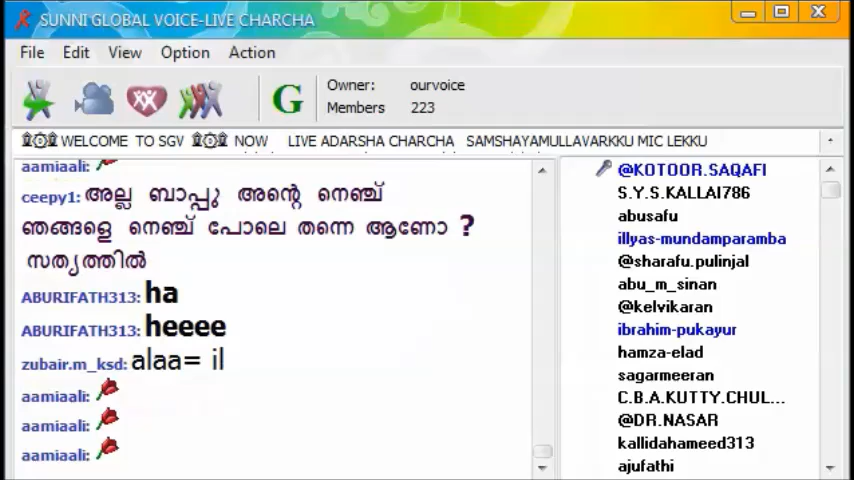 SUNNI GLOBAL VOICE-LIVE CHARCHA
File Edit View Option Action
G
Owner: ourvoice
Members 223
WELCOME TO SGV NOW LIVE ADARSHA CHARCHA SAMSHAYAMULLAVARKKU MIC LEKKU
aamiaali:
ceepy1: അല്ല ബാപ്പു അന്റെ നെഞ്ച്
ഞങ്ങളെ നെഞ്ച് പോലെ തന്നെ ആണോ ?
സത്യത്തിൽ
ABURIFATH313: ha
ABURIFATH313: heeee
zubair.m_ksd: alaa= il
aamiaali:
aamiaali:
aamiaali:
@KOTOOR.SAQAFI
S.Y.S.KALLAI786
abusafu
illyas-mundamparamba
@sharafu.pulinjal
abu_m_sinan
@kelvikaran
ibrahim-pukayur
hamza-elad
sagarmeeran
C.B.A.KUTTY.CHUL...
@DR.NASAR
kallidahameed313
ajufathi